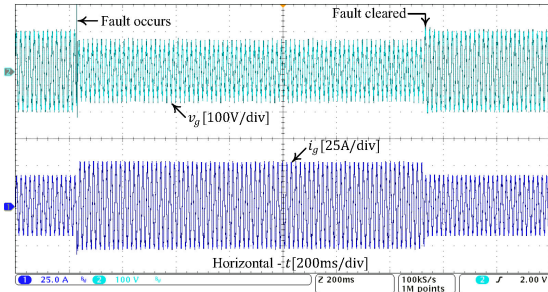 Fault occurs
Fault cleared
2
v_g [100V/div]
i_g [25A/div]
1
Horizontal - t[200ms/div]
1 25.0 A 2 100 V Z 200ms 100KS/s 2 2.00 V
1M points